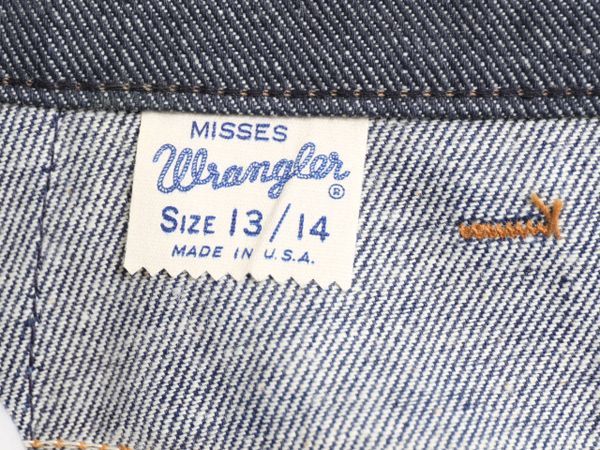 MISSES
Wrangler ®
SIZE 13/14
MADE IN U.S.A.